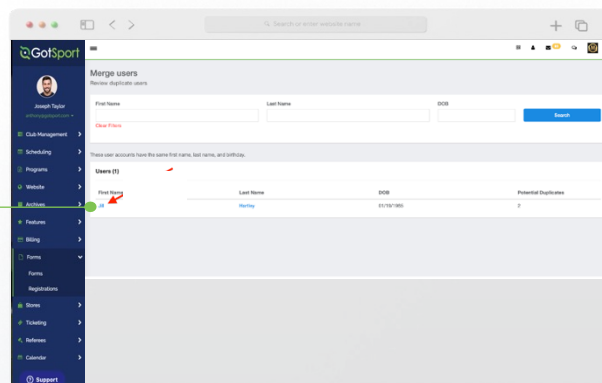 Search or enter website name
GotSport
Joseph Taylor
Club Management
Scheduling
Programs
Website
Archives
Features
Billing
Forms
Forms
Registrations
Stores
Ticketing
Referees
Calendar
Support
Merge users
Review duplicate users
First Name
Last Name
DOB
Search
Clear Filters
These user accounts have the same first name, last name, and birthday.
Users (1)
First Name Last Name DOB Potential Duplicates
Jill Hartley 2